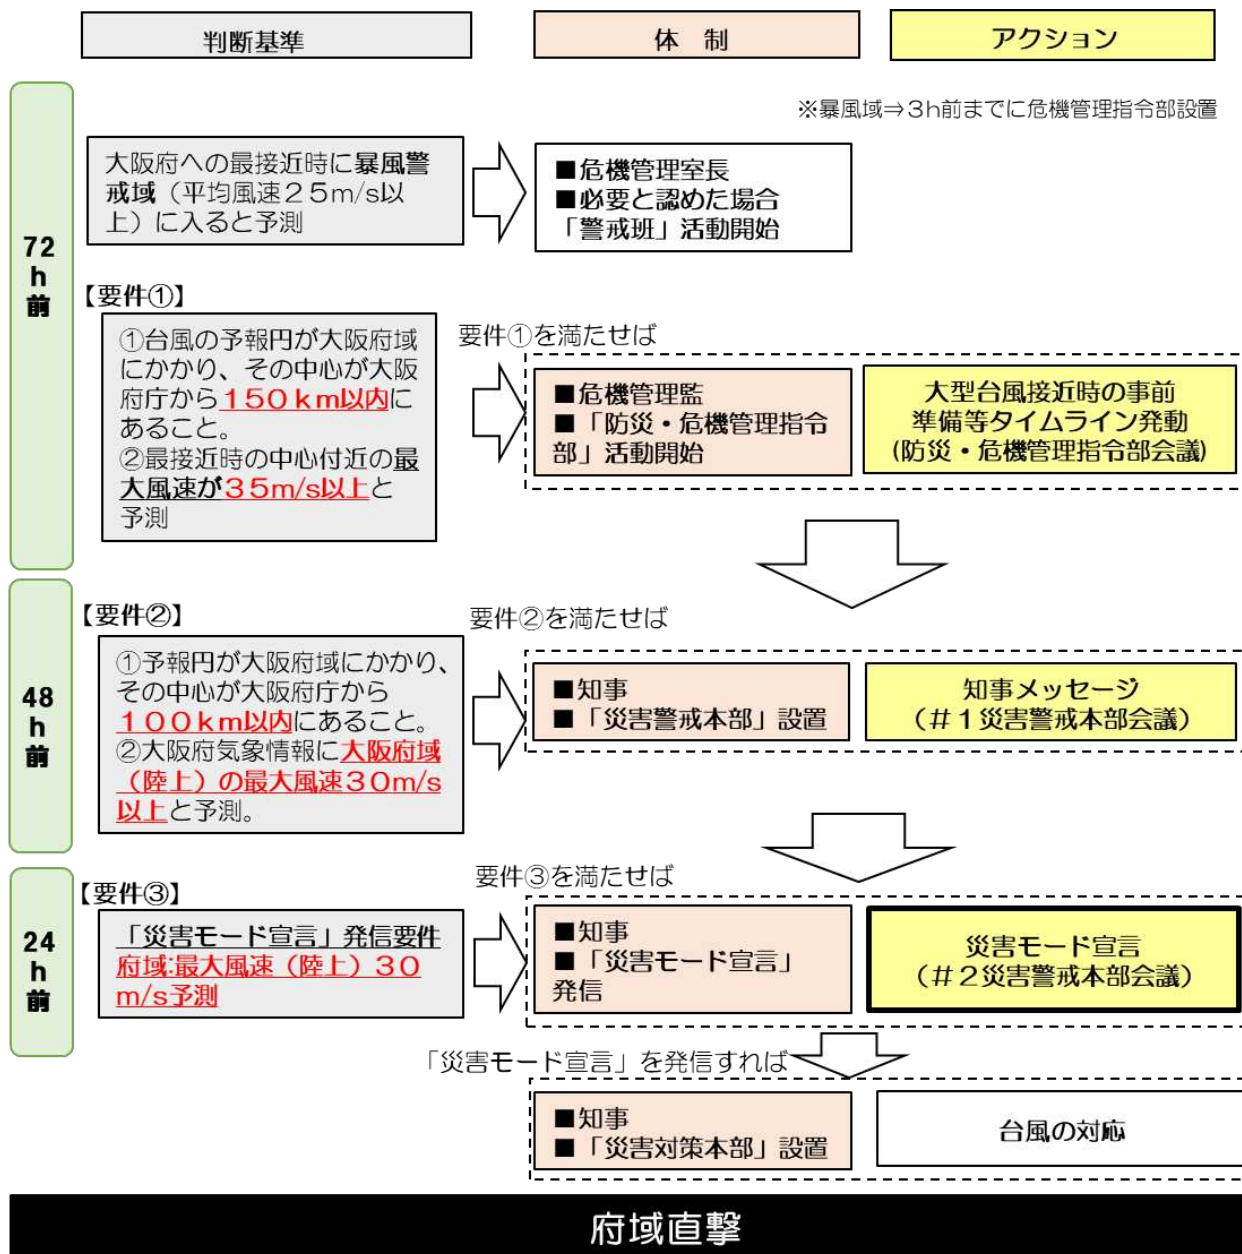 判断基準
体　制
アクション
※暴風域⇒3h前までに危機管理指令部設置
72
h
前
大阪府への最接近時に暴風警
戒域（平均風速２５m/s以
上）に入ると予測
■危機管理室長
■必要と認めた場合
「警戒班」活動開始
【要件①】
①台風の予報円が大阪府域
にかかり、その中心が大阪
府庁から１５０ｋｍ以内に
あること。
②最接近時の中心付近の最
大風速が３５m/s以上と
予測
要件①を満たせば
■危機管理監
■「防災・危機管理指令
部」活動開始
大型台風接近時の事前
準備等タイムライン発動
(防災・危機管理指令部会議)
48
h
前
【要件②】
①予報円が大阪府域にかかり、
その中心が大阪府庁から
１００ｋｍ以内にあること。
②大阪府気象情報に大阪府域
（陸上）の最大風速３０m/s
以上と予測。
要件②を満たせば
■知事
■「災害警戒本部」設置
知事メッセージ
（＃１災害警戒本部会議）
24
h
前
【要件③】
「災害モード宣言」発信要件
府域:最大風速（陸上）３０
m/s予測
要件③を満たせば
■知事
■「災害モード宣言」
発信
災害モード宣言
（＃２災害警戒本部会議）
「災害モード宣言」を発信すれば
■知事
■「災害対策本部」設置
台風の対応
府域直撃